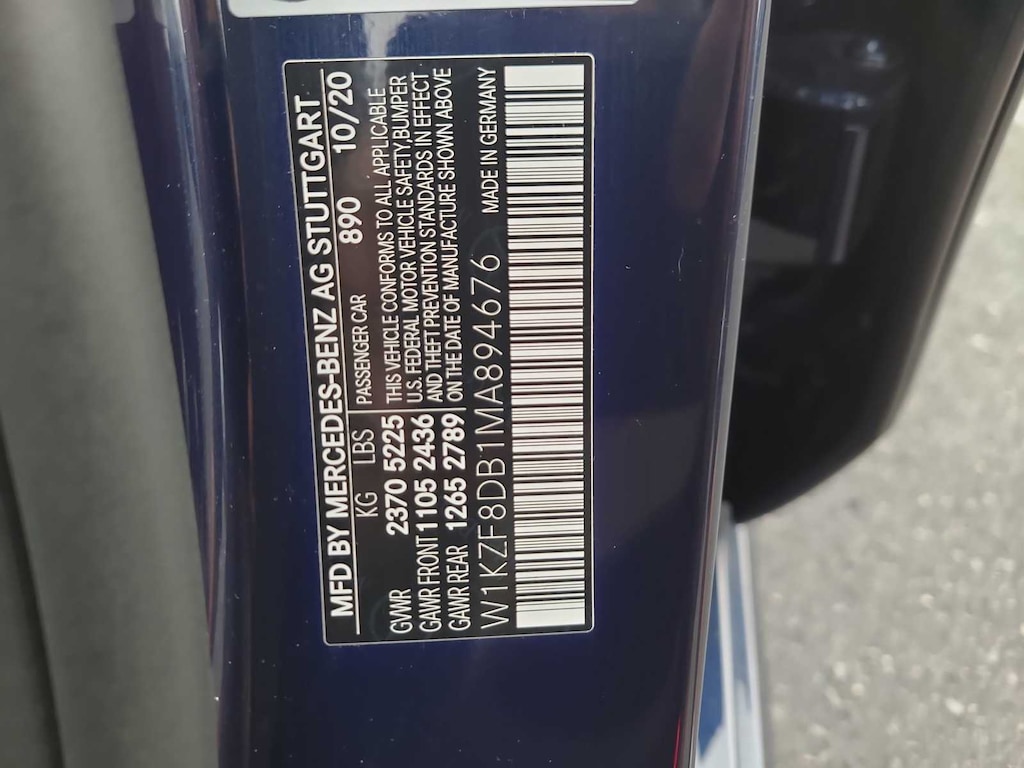 MFD BY MERCEDES-BENZ AG STUTTGART
890 10/20
KG LBS PASSENGER CAR
GWR 2370 5225 THIS VEHICLE CONFORMS TO ALL APPLICABLE
U.S. FEDERAL MOTOR VEHICLE SAFETY,BUMPER
GAWR FRONT 1105 2436 AND THEFT PREVENTION STANDARDS IN EFFECT
GAWR REAR 1265 2789 ON THE DATE OF MANUFACTURE SHOWN ABOVE
W1KZF8DB1MA894676 MADE IN GERMANY